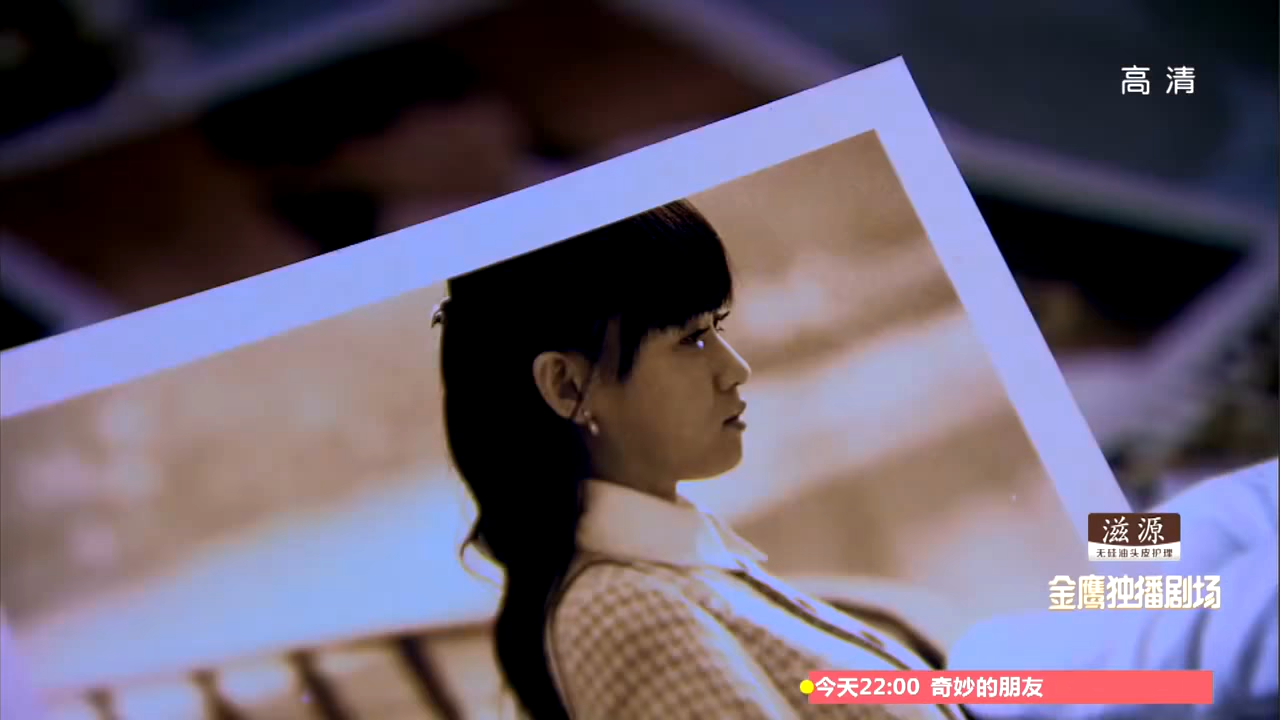 高清
滋源
无硅油头皮护理
金鹰独播剧场
今天22:00 奇妙的朋友